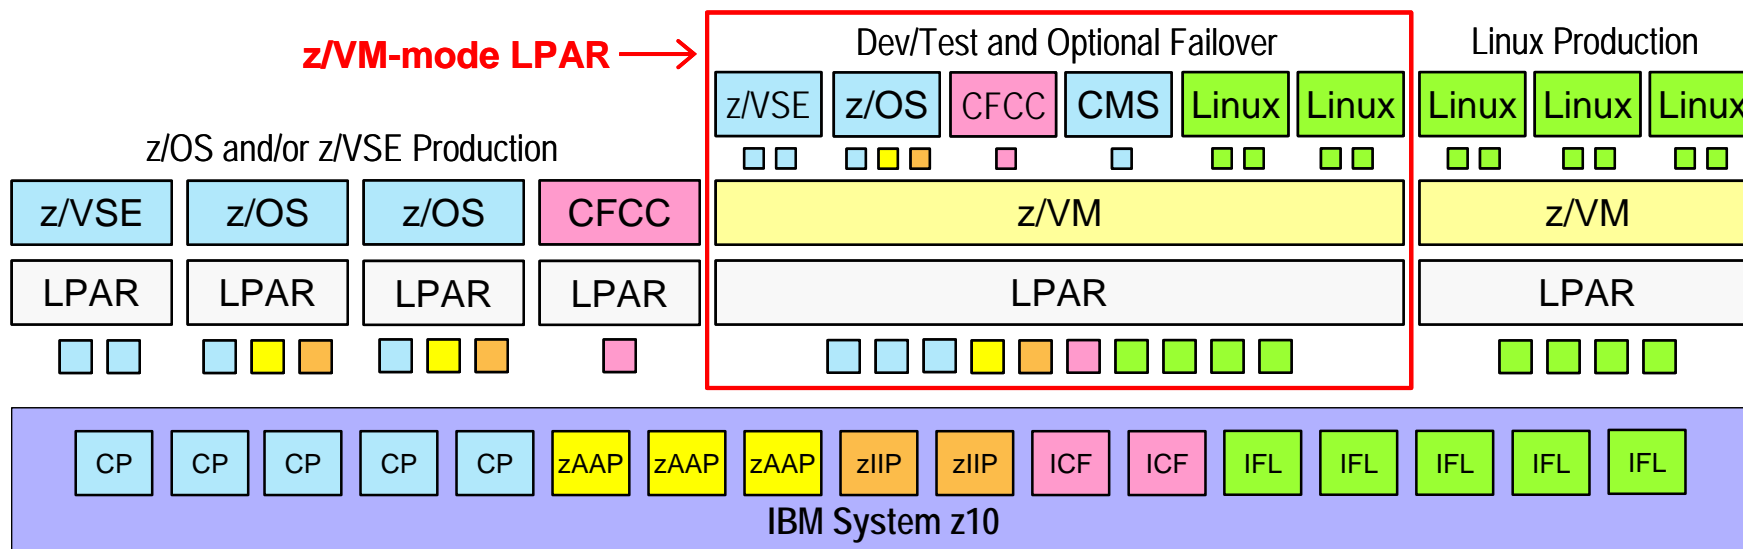 z/VM-mode LPAR
Dev/Test and Optional Failover
Linux Production
z/VSE z/OS CFCC CMS Linux Linux Linux Linux Linux
z/OS and/or z/VSE Production
z/VSE z/OS z/OS CFCC z/VM z/VM
LPAR LPAR LPAR LPAR LPAR LPAR
CP CP CP CP CP zAAP zAAP zAAP zIIP zIIP ICF ICF IFL IFL IFL IFL IFL
IBM System z10